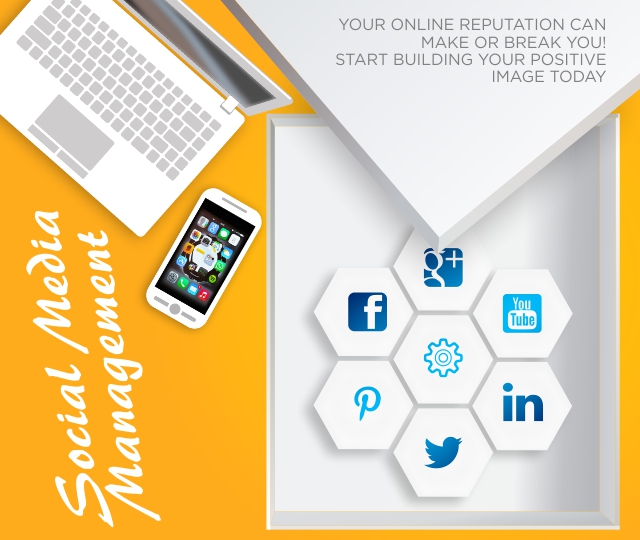 YOUR ONLINE REPUTATION CAN
MAKE OR BREAK YOU!
START BUILDING YOUR POSITIVE
IMAGE TODAY
Social Media
Management
g+
f
You
Tube
in